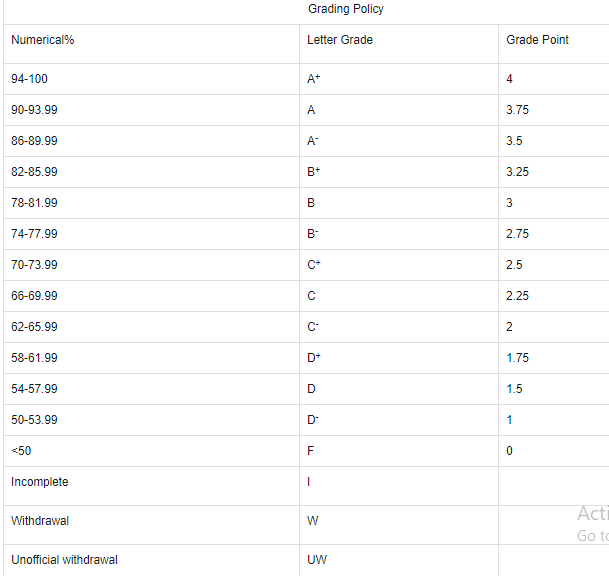 Grading Policy
Numerical% Letter Grade Grade Point
94-100 A+ 4
90-93.99 A 3.75
86-89.99 A- 3.5
82-85.99 B+ 3.25
78-81.99 B 3
74-77.99 B- 2.75
70-73.99 C+ 2.5
66-69.99 C 2.25
62-65.99 C- 2
58-61.99 D+ 1.75
54-57.99 D 1.5
50-53.99 D- 1
<50 F 0
Incomplete I
Withdrawal W
Acti
Go to
Unofficial withdrawal UW